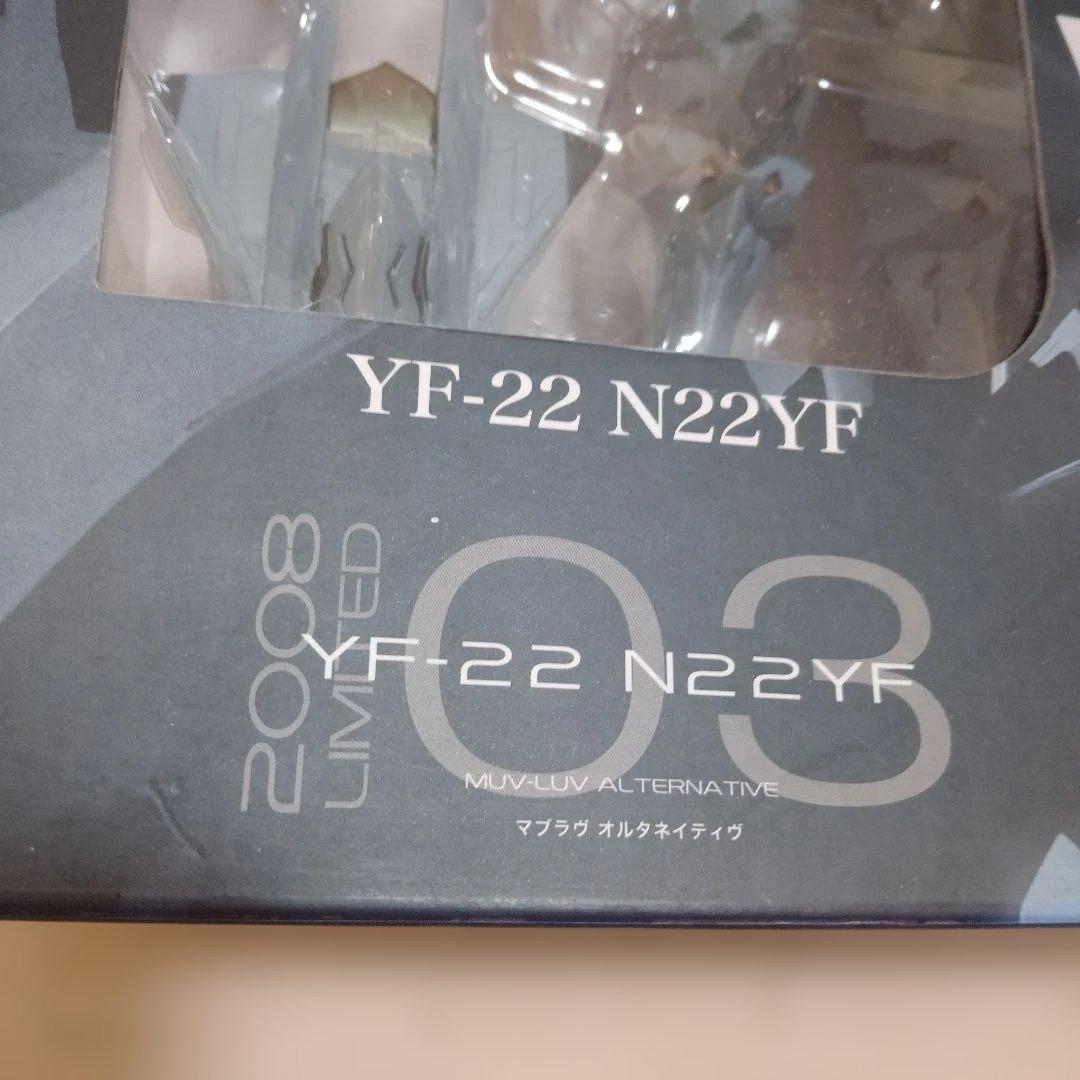 YF-22 N22YF
2008
LIMITED
03
YF-22 N22YF
MUV-LUV ALTERNATIVE
マブラヴ オルタネイティヴ